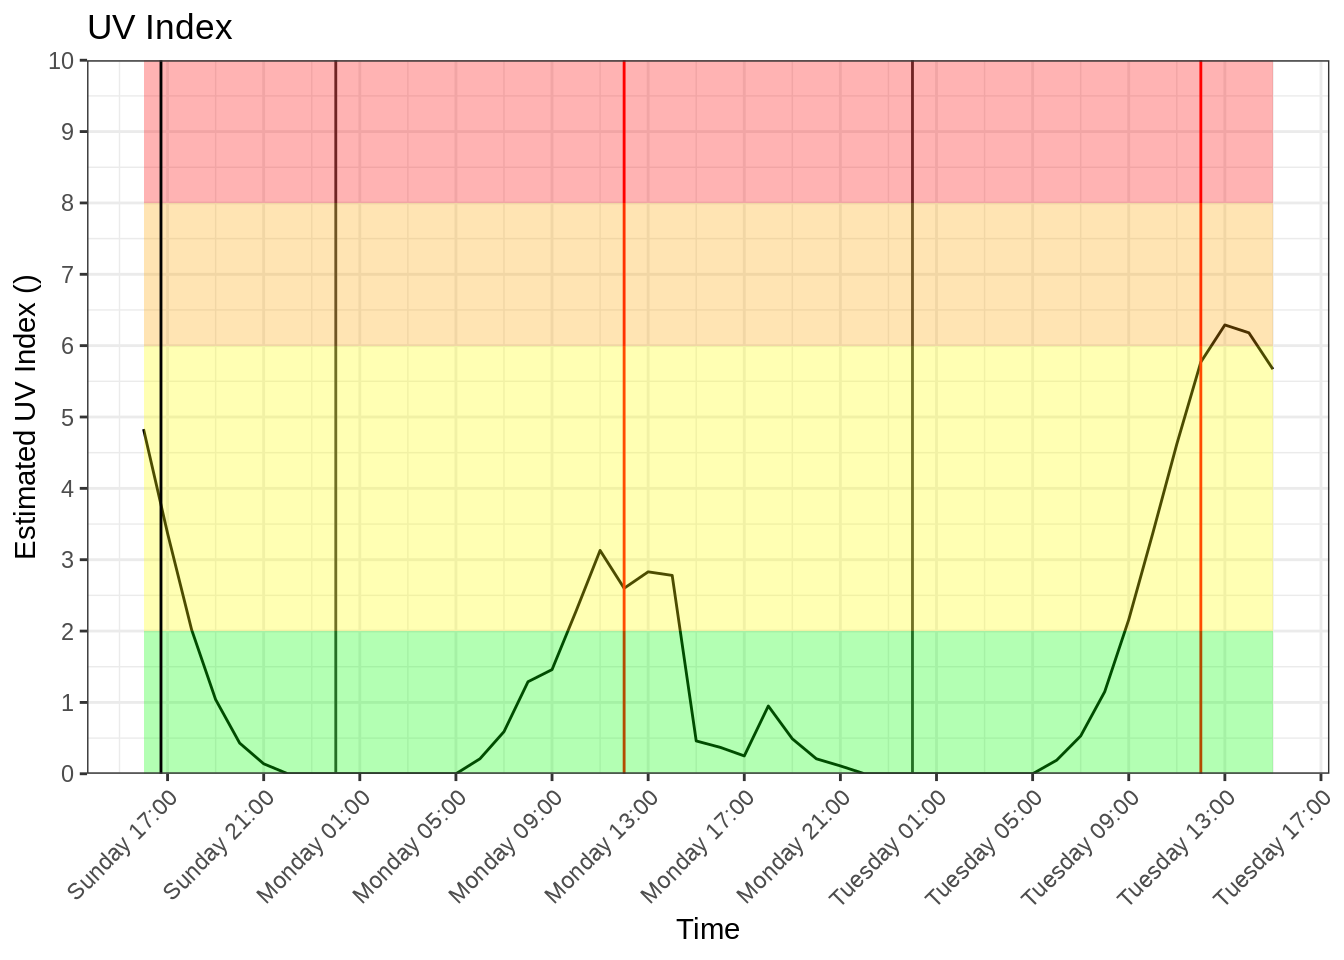 UV Index
Estimated UV Index ()
10
9
8
7
6
5
4
3
2
1
0
Sunday 17:00
Sunday 21:00
Monday 01:00
Monday 05:00
Monday 09:00
Monday 13:00
Monday 17:00
Monday 21:00
Tuesday 01:00
Tuesday 05:00
Tuesday 09:00
Tuesday 13:00
Tuesday 17:00
Time